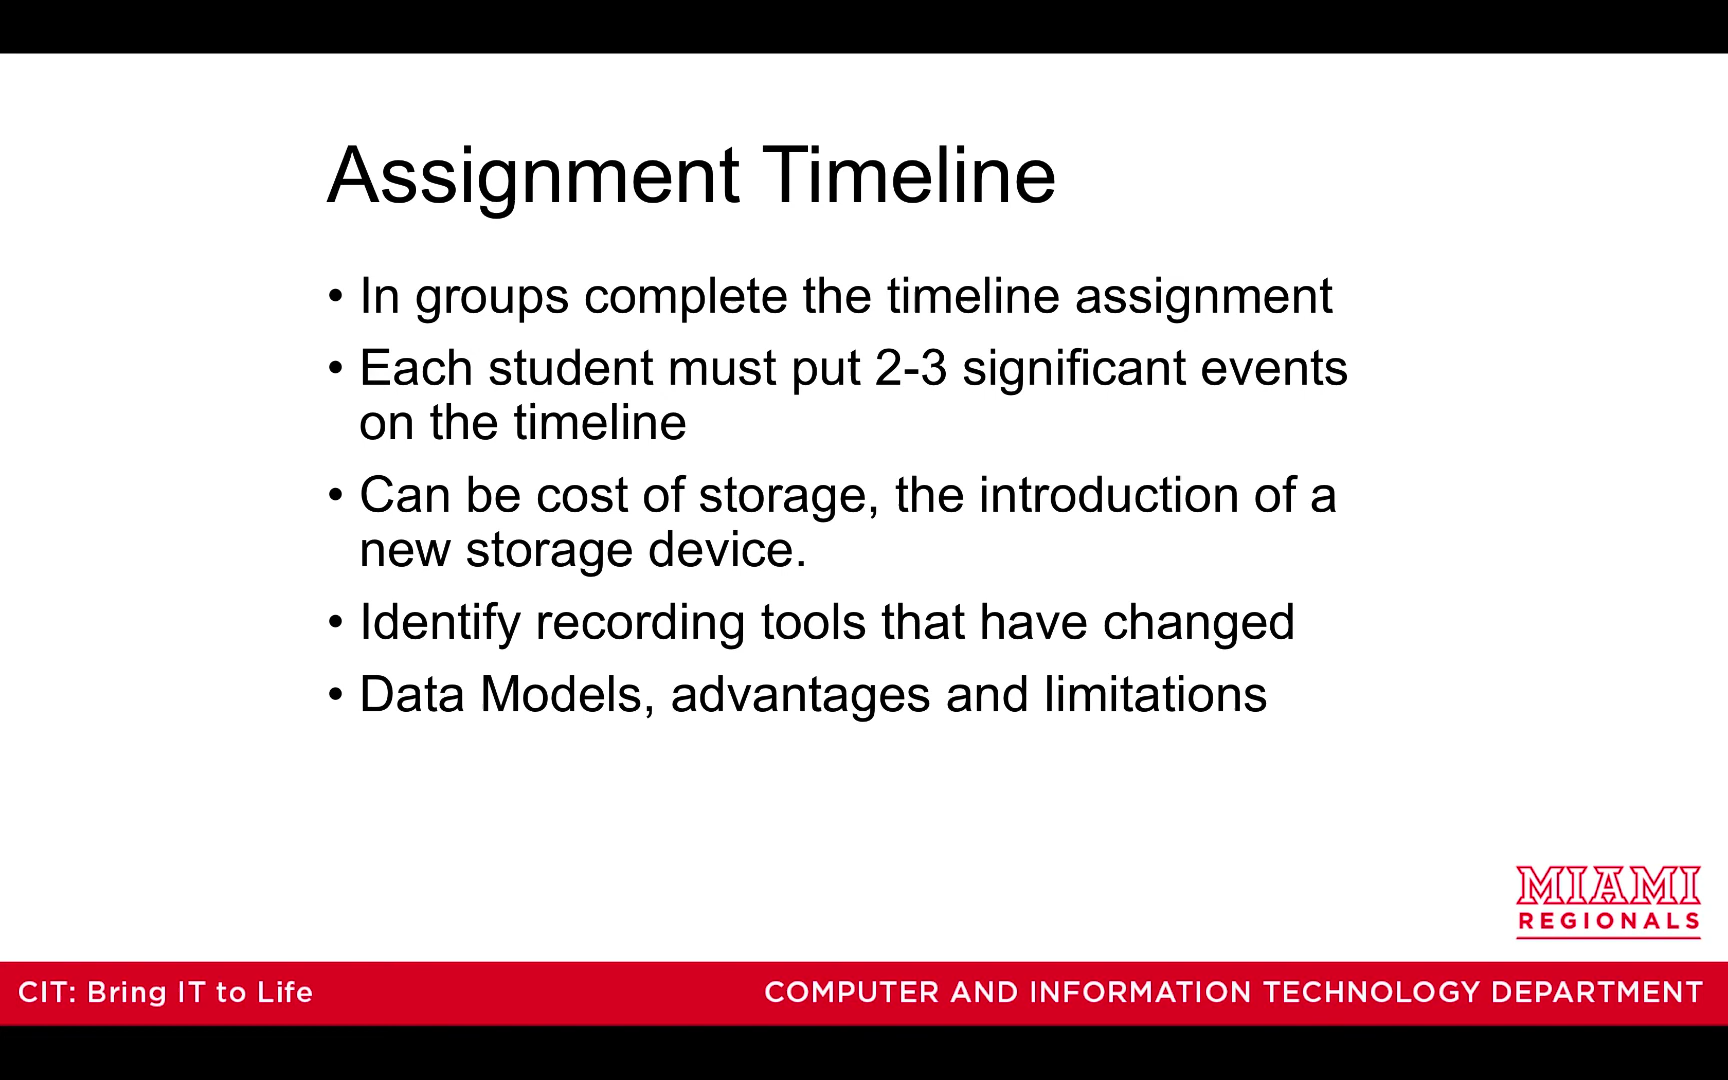 Assignment Timeline
• In groups complete the timeline assignment
• Each student must put 2-3 significant events
on the timeline
• Can be cost of storage, the introduction of a
new storage device.
• Identify recording tools that have changed
• Data Models, advantages and limitations
MIAMI
REGIONALS
CIT: Bring IT to Life
COMPUTER AND INFORMATION TECHNOLOGY DEPARTMENT